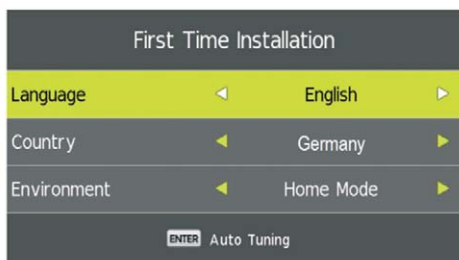 First Time Installation
Language English
Country Germany
Environment Home Mode
ENTER Auto Tuning